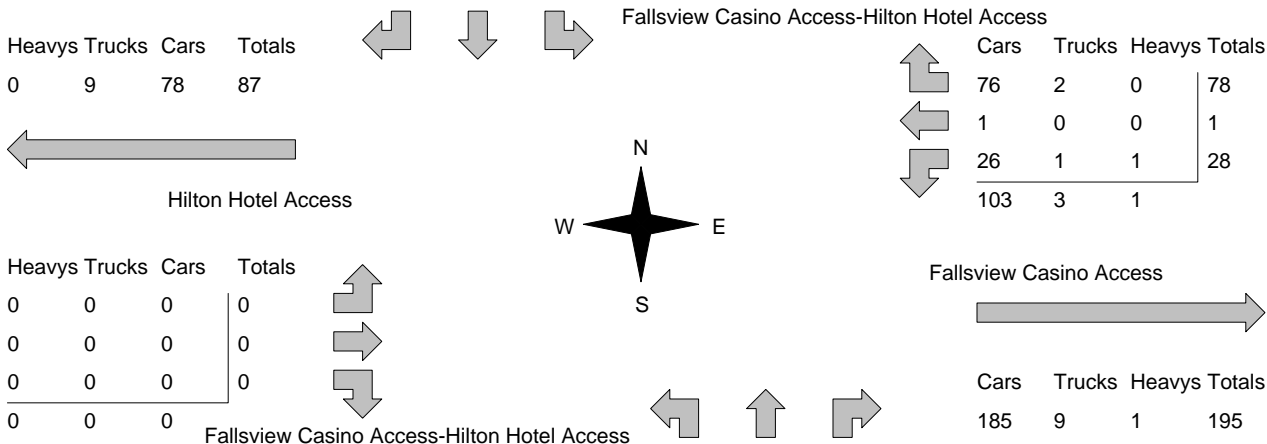 Fallsview Casino Access-Hilton Hotel Access
Heavys Trucks Cars Totals
0 9 78 87
Cars Trucks Heavys Totals
76 2 0 78
1 0 0 1
26 1 1 28
103 3 1
Hilton Hotel Access
N
W E
S
Heavys Trucks Cars Totals
0 0 0 0
0 0 0 0
0 0 0 0
0 0 0
Fallsview Casino Access
Cars Trucks Heavys Totals
185 9 1 195
Fallsview Casino Access-Hilton Hotel Access